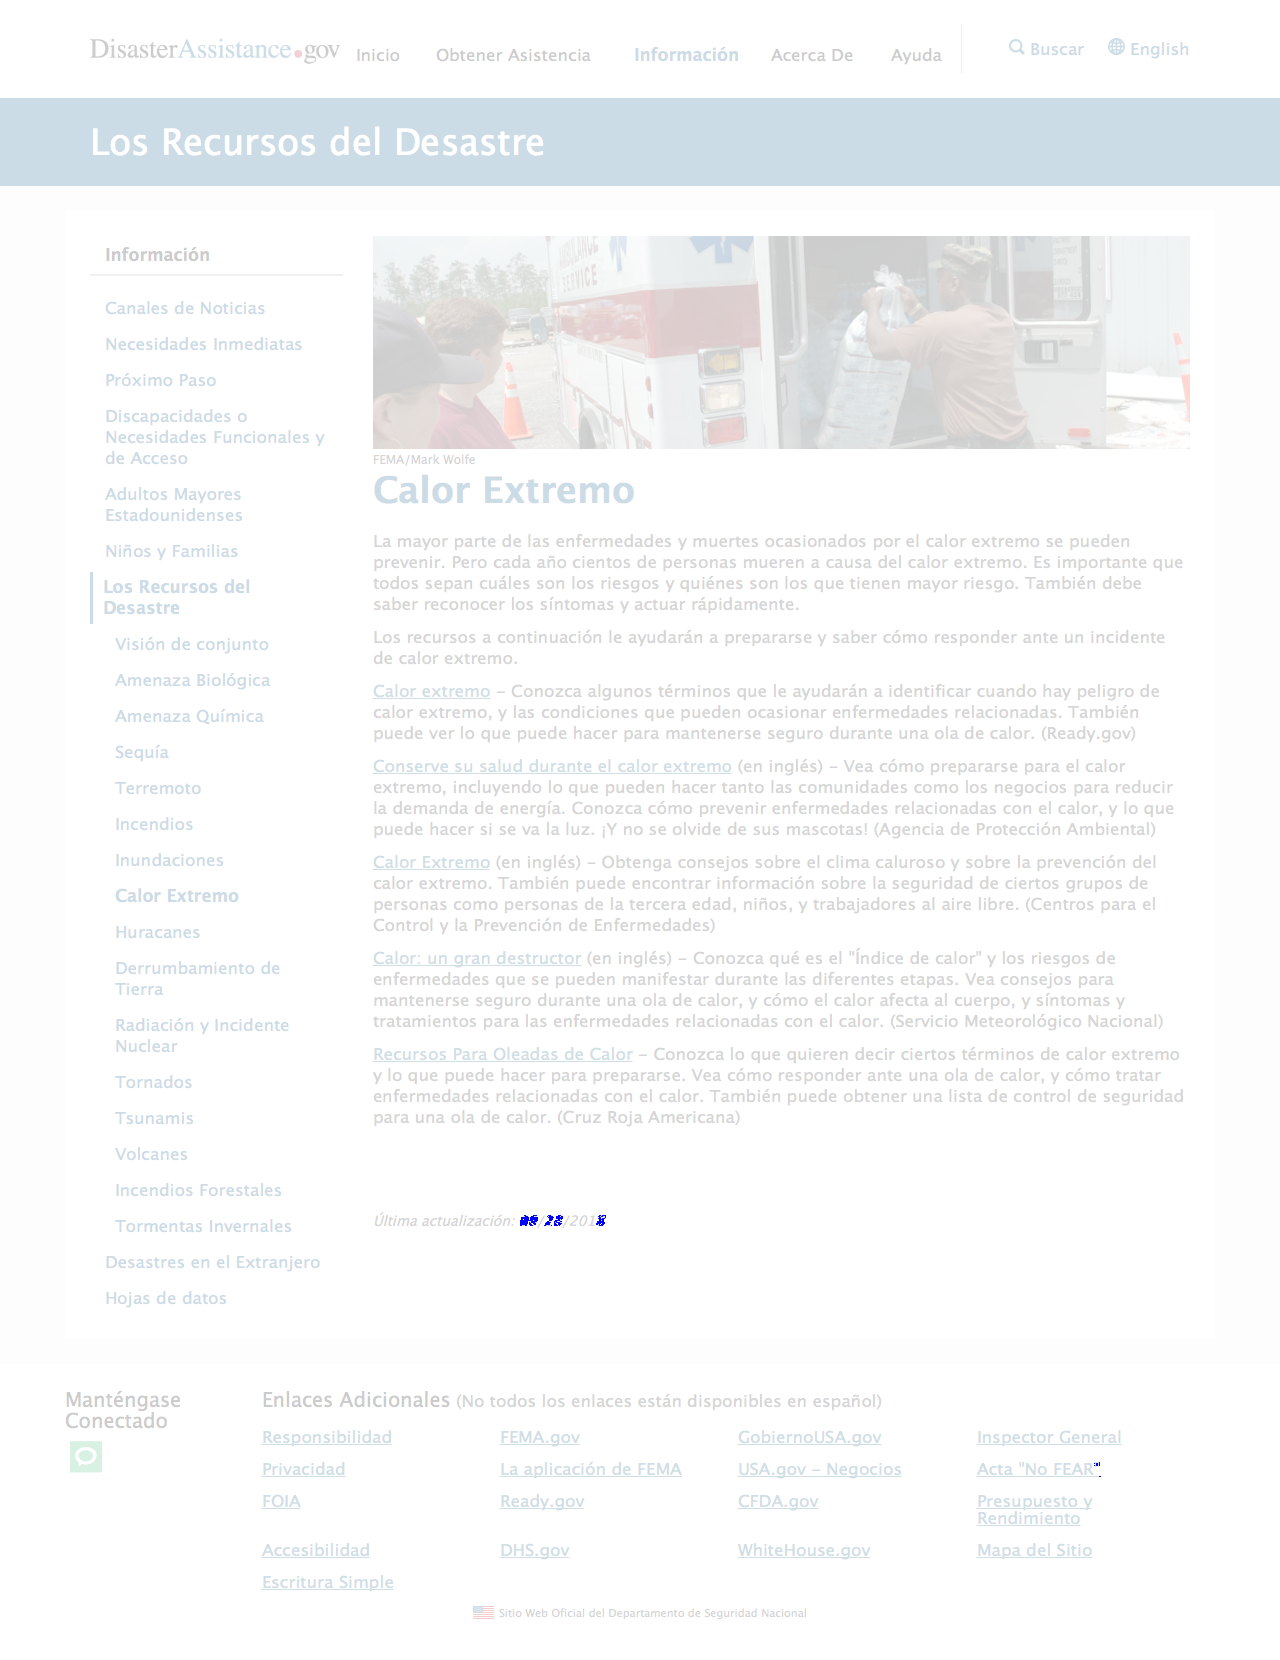 DisasterAssistance.gov
Inicio
Obtener Asistencia
Información
Acerca De
Ayuda
Buscar
English
Los Recursos del Desastre
Información
Canales de Noticias
Necesidades Inmediatas
Próximo Paso
Discapacidades o
Necesidades Funcionales y
de Acceso
Adultos Mayores
Estadounidenses
Niños y Familias
Los Recursos del
Desastre
Visión de conjunto
Amenaza Biológica
Amenaza Química
Sequía
Terremoto
Incendios
Inundaciones
Calor Extremo
Huracanes
Derrumbamiento de
Tierra
Radiación y Incidente
Nuclear
Tornados
Tsunamis
Volcanes
Incendios Forestales
Tormentas Invernales
Desastres en el Extranjero
Hojas de datos
AMBULANCE
SERVICE
FEMA/Mark Wolfe
Calor Extremo
La mayor parte de las enfermedades y muertes ocasionados por el calor extremo se pueden
prevenir. Pero cada año cientos de personas mueren a causa del calor extremo. Es importante que
todos sepan cuáles son los riesgos y quiénes son los que tienen mayor riesgo. También debe
saber reconocer los síntomas y actuar rápidamente.
Los recursos a continuación le ayudarán a prepararse y saber cómo responder ante un incidente
de calor extremo.
Calor extremo – Conozca algunos términos que le ayudarán a identificar cuando hay peligro de
calor extremo, y las condiciones que pueden ocasionar enfermedades relacionadas. También
puede ver lo que puede hacer para mantenerse seguro durante una ola de calor. (Ready.gov)
Conserve su salud durante el calor extremo (en inglés) – Vea cómo prepararse para el calor
extremo, incluyendo lo que pueden hacer tanto las comunidades como los negocios para reducir
la demanda de energía. Conozca cómo prevenir enfermedades relacionadas con el calor, y lo que
puede hacer si se va la luz. ¡Y no se olvide de sus mascotas! (Agencia de Protección Ambiental)
Calor Extremo (en inglés) – Obtenga consejos sobre el clima caluroso y sobre la prevención del
calor extremo. También puede encontrar información sobre la seguridad de ciertos grupos de
personas como personas de la tercera edad, niños, y trabajadores al aire libre. (Centros para el
Control y la Prevención de Enfermedades)
Calor: un gran destructor (en inglés) – Conozca qué es el "Índice de calor" y los riesgos de
enfermedades que se pueden manifestar durante las diferentes etapas. Vea consejos para
mantenerse seguro durante una ola de calor, y cómo el calor afecta al cuerpo, y síntomas y
tratamientos para las enfermedades relacionadas con el calor. (Servicio Meteorológico Nacional)
Recursos Para Oleadas de Calor – Conozca lo que quieren decir ciertos términos de calor extremo
y lo que puede hacer para prepararse. Vea cómo responder ante una ola de calor, y cómo tratar
enfermedades relacionadas con el calor. También puede obtener una lista de control de seguridad
para una ola de calor. (Cruz Roja Americana)
Última actualización:
Manténgase
Conectado
Enlaces Adicionales (No todos los enlaces están disponibles en español)
Responsibilidad
FEMA.gov
GobiernoUSA.gov
Inspector General
Privacidad
La aplicación de FEMA
USA.gov – Negocios
Acta "No FEAR"
FOIA
Ready.gov
CFDA.gov
Presupuesto y
Rendimiento
Accesibilidad
DHS.gov
WhiteHouse.gov
Mapa del Sitio
Escritura Simple
Sitio Web Oficial del Departamento de Seguridad Nacional